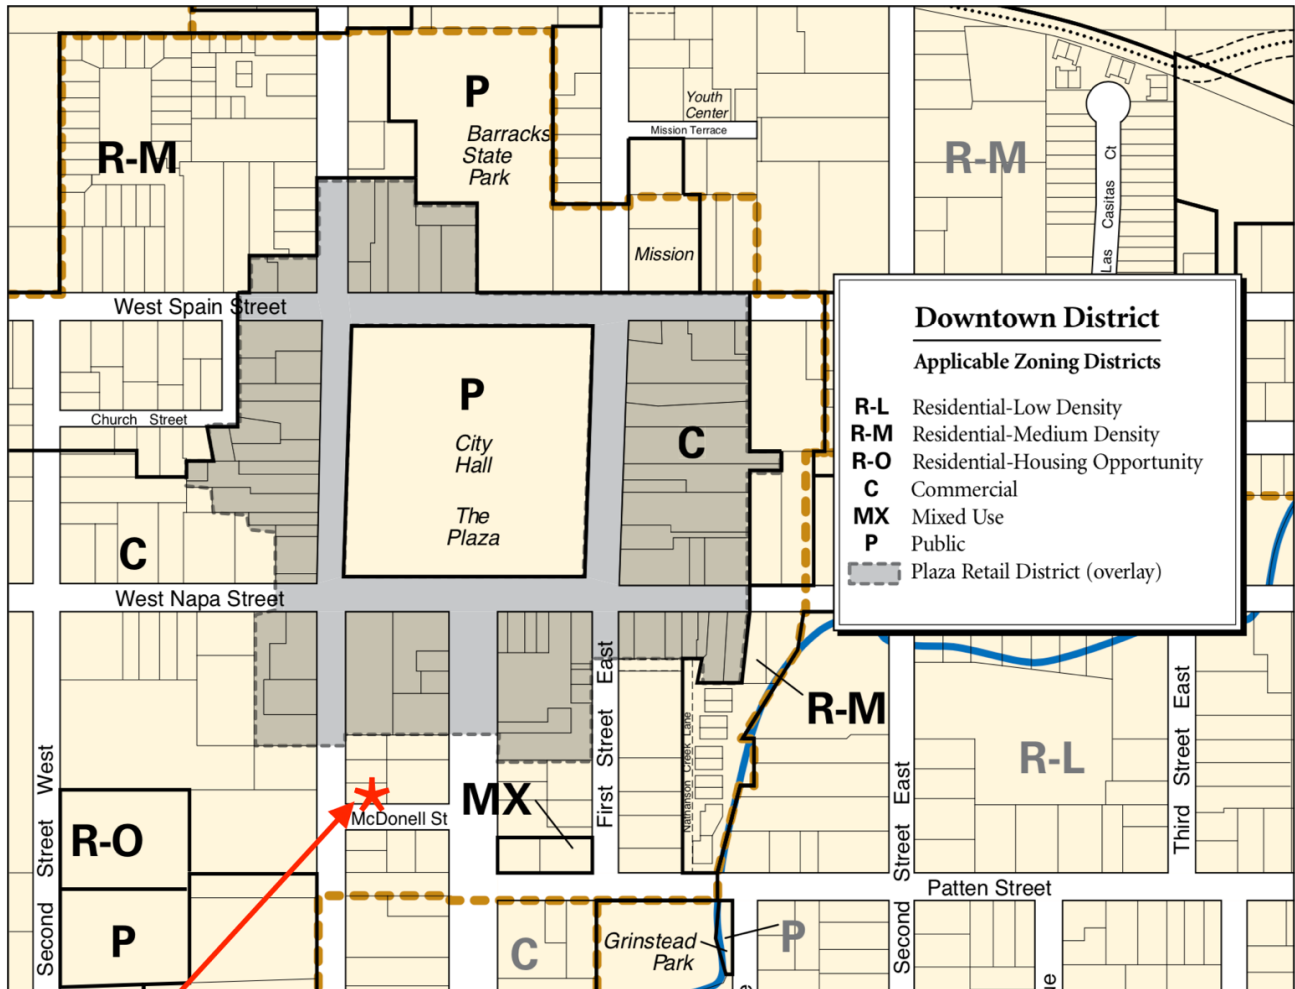 Youth
Center
Mission Terrace
P
Barracks
State
Park
R-M
R-M
Las Casitas Ct
Mission
West Spain Street
Church Street
P
City
Hall
The
Plaza
C
C
West Napa Street
Downtown District
Applicable Zoning Districts
R-L Residential-Low Density
R-M Residential-Medium Density
R-O Residential-Housing Opportunity
C Commercial
MX Mixed Use
P Public
Plaza Retail District (overlay)
R-M
R-L
First Street East
Nathanson Creek Lane
Second Street West
Second Street East
Third Street East
MX
McDonell St
R-O
P
Patten Street
C
Grinstead
Park
P